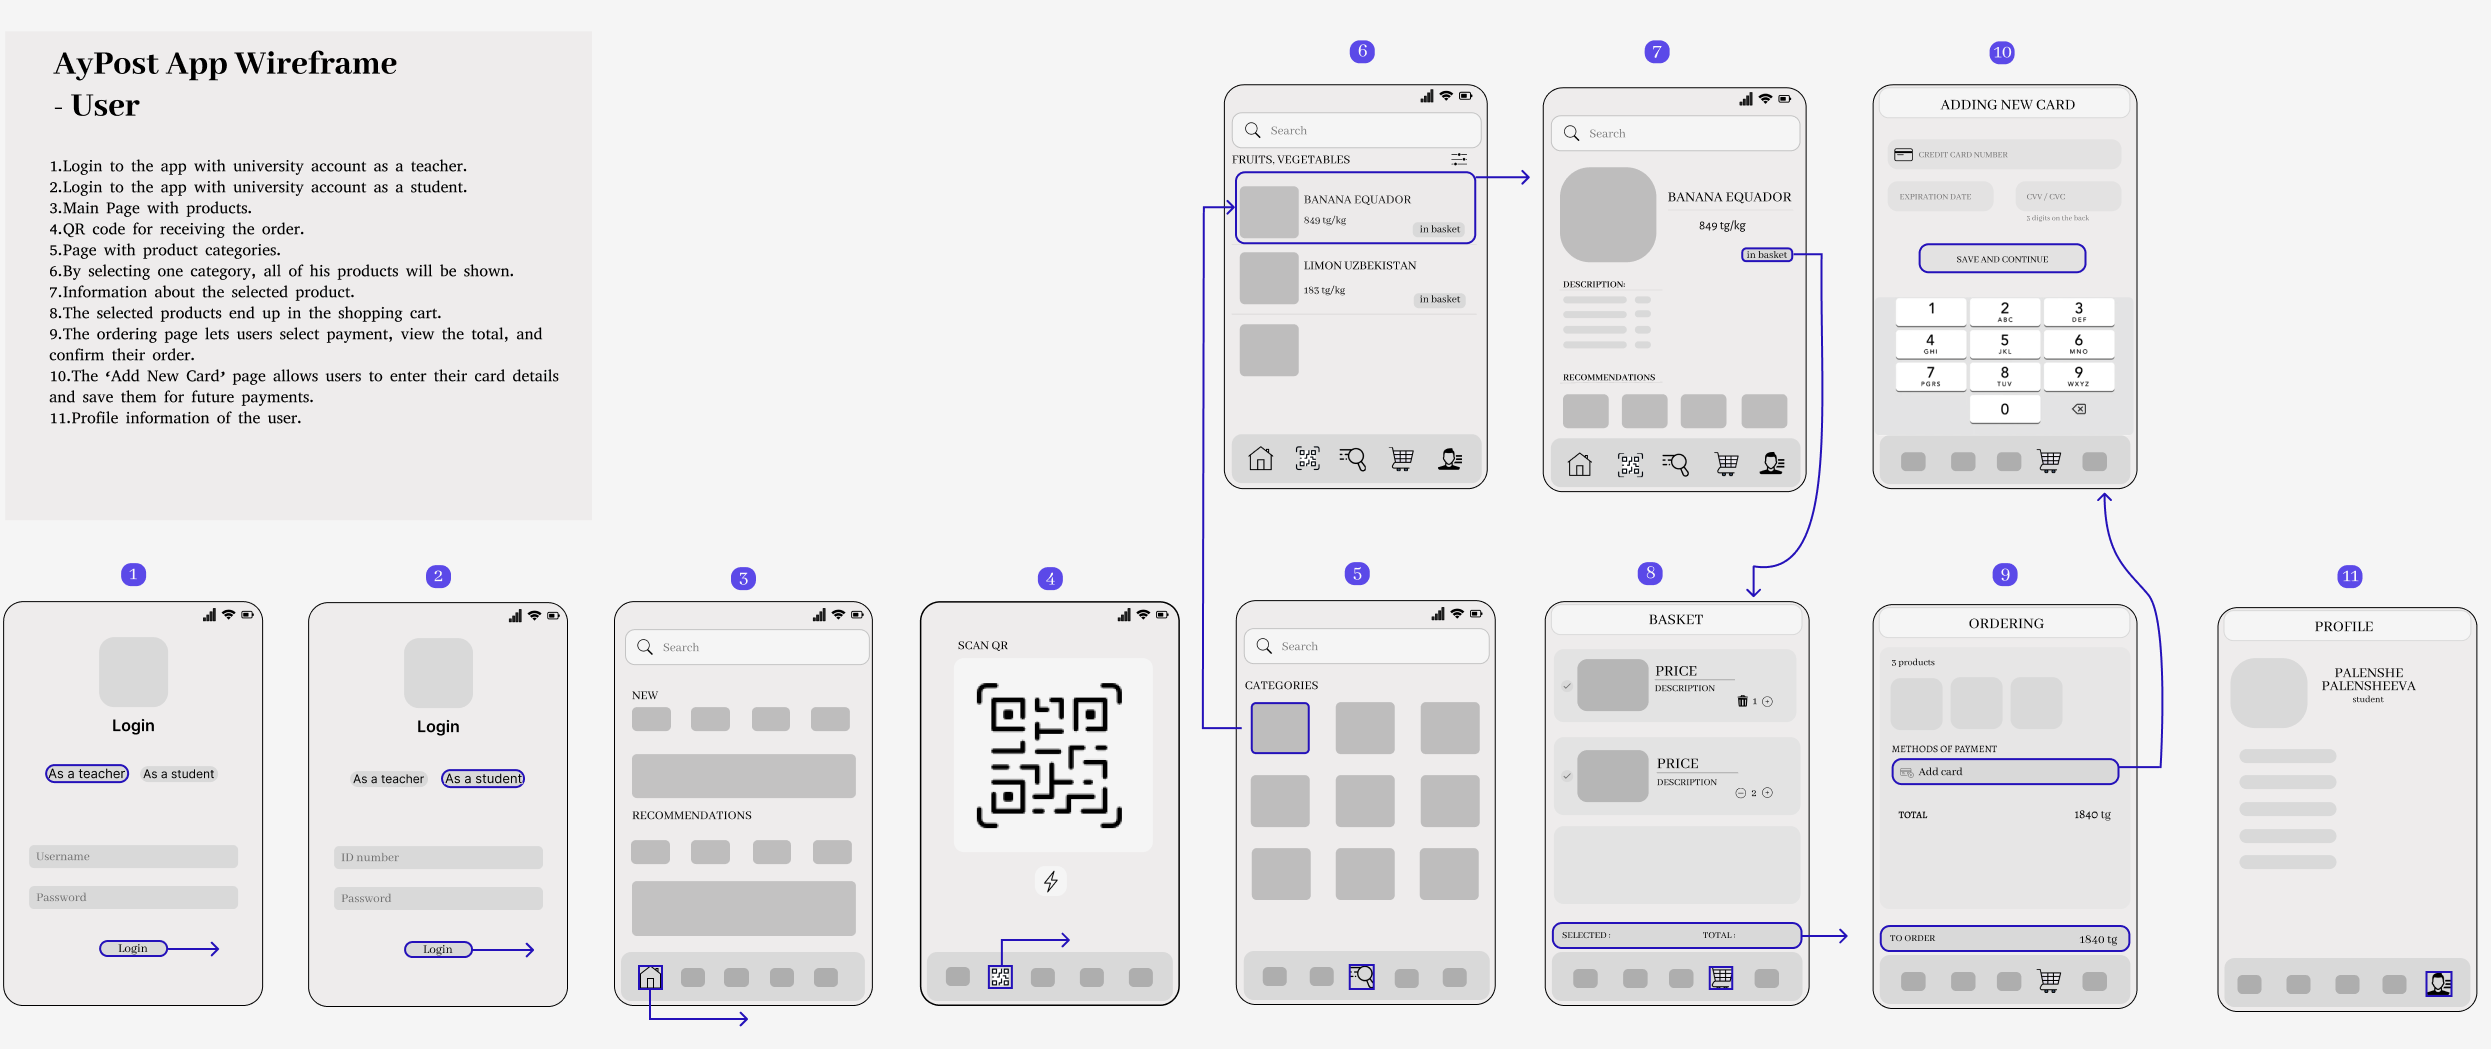 AyPost App Wireframe
- User
1.Login to the app with university account as a teacher.
2.Login to the app with university account as a student.
3.Main Page with products.
4.QR code for receiving the order.
5.Page with product categories.
6.By selecting one category, all of his products will be shown.
7.Information about the selected product.
8.The selected products end up in the shopping cart.
9.The ordering page lets users select payment, view the total, and
confirm their order.
10.The ‘Add New Card’ page allows users to enter their card details
and save them for future payments.
11.Profile information of the user.
6
Search
FRUITS, VEGETABLES
BANANA EQUADOR
849 tg/kg
in basket
LIMON UZBEKISTAN
183 tg/kg
in basket
7
Search
BANANA EQUADOR
849 tg/kg
in basket
DESCRIPTION:
RECOMMENDATIONS
10
ADDING NEW CARD
CREDIT CARD NUMBER
EXPIRATION DATE
CVV / CVC
3 digits on the back
SAVE AND CONTINUE
1 2 3
ABC DEF
4 5 6
GHI JKL MNO
7 8 9
PGRS TUV WXYZ
0
1
Login
As a teacher As a student
Username
Password
Login
2
Login
As a teacher As a student
ID number
Password
Login
3
Search
NEW
RECOMMENDATIONS
4
SCAN QR
5
Search
CATEGORIES
8
BASKET
PRICE
DESCRIPTION
1
PRICE
DESCRIPTION
2
SELECTED : TOTAL :
9
ORDERING
3 products
METHODS OF PAYMENT
Add card
TOTAL 1840 tg
TO ORDER 1840 tg
11
PROFILE
PALENSHE
PALENSHEEVA
student